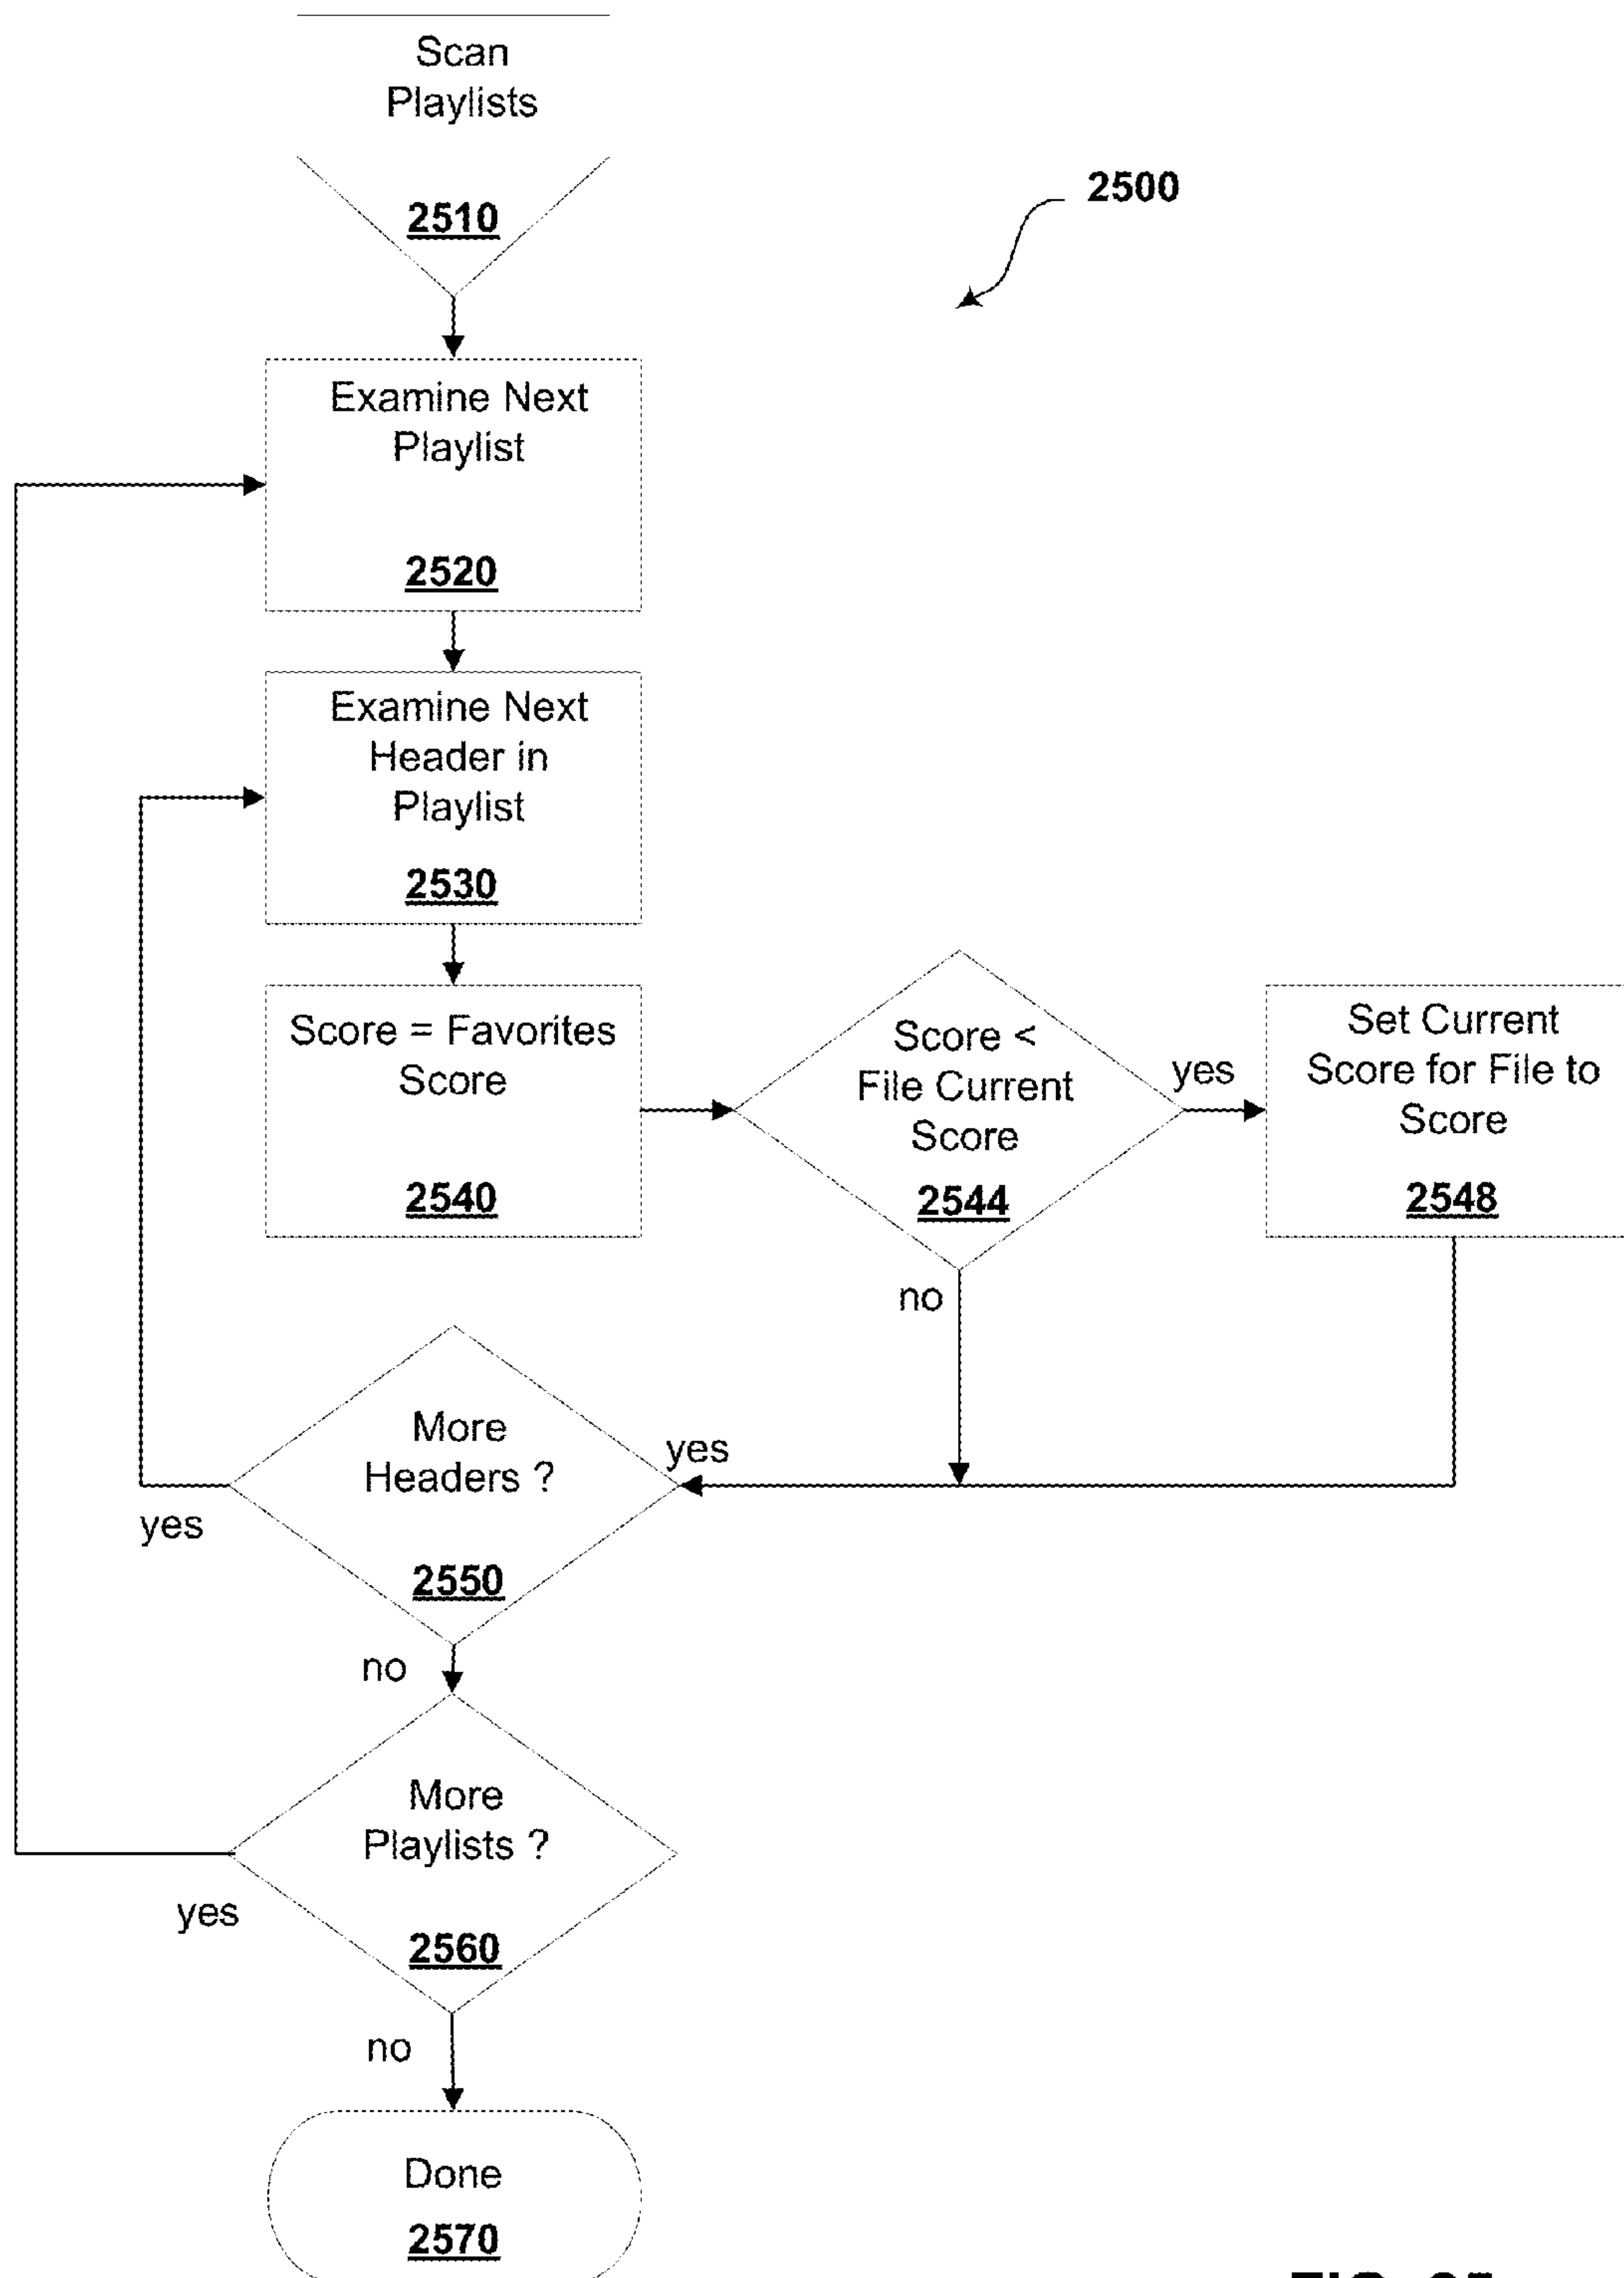 Scan
Playlists
2510
2500
Examine Next
Playlist
2520
Examine Next
Header in
Playlist
2530
Score = Favorites
Score
2540
Score <
File Current
Score
2544
yes
Set Current
Score for File to
Score
2548
no
More
Headers ?
2550
yes
yes
no
More
Playlists ?
2560
yes
no
Done
2570